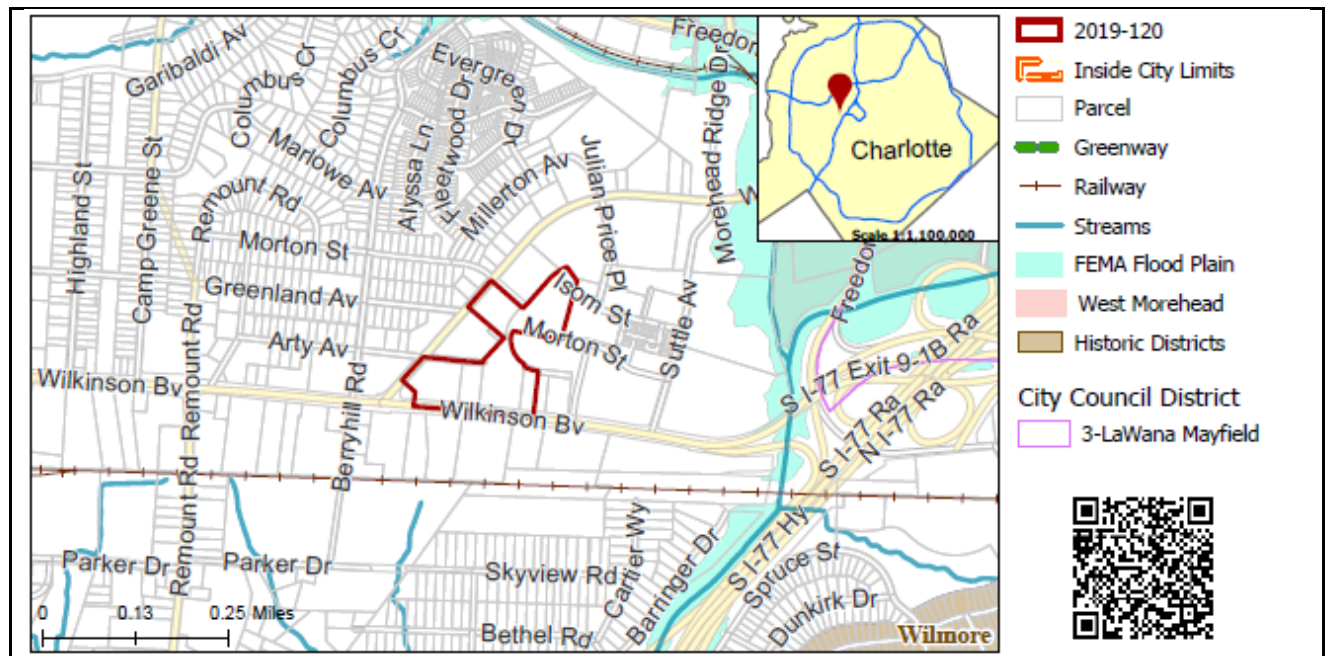 Garibaldi Av
Columbus Cr
Columbus Cr
Evergreen Dr
Freedom
Morehead Ridge Dr
Highland St
Camp Greene St
Remount Rd
Marlowe Av
Alyssa Ln
Fleetwood Dr
Millerton Av
Julian Price Pl
W
Charlotte
Scale 1:1,100,000
Morton St
Greenland Av
Arty Av
Isom St
Morton St
Suttle Av
Freedom
Wilkinson Bv
Remount Rd
Berryhill Rd
Wilkinson Bv
S I-77 Exit 9-1B Ra
S I-77 Ra
N I-77 Ra
Parker Dr
Remount Rd
Parker Dr
Skyview Rd
Cartier Wy
Barringer Dr
S I-77 Hy
Spruce St
Dunkirk Dr
Bethel Rd
Wilmore
0 0.13 0.25 Miles
2019-120
Inside City Limits
Parcel
Greenway
Railway
Streams
FEMA Flood Plain
West Morehead
Historic Districts
City Council District
3-LaWana Mayfield